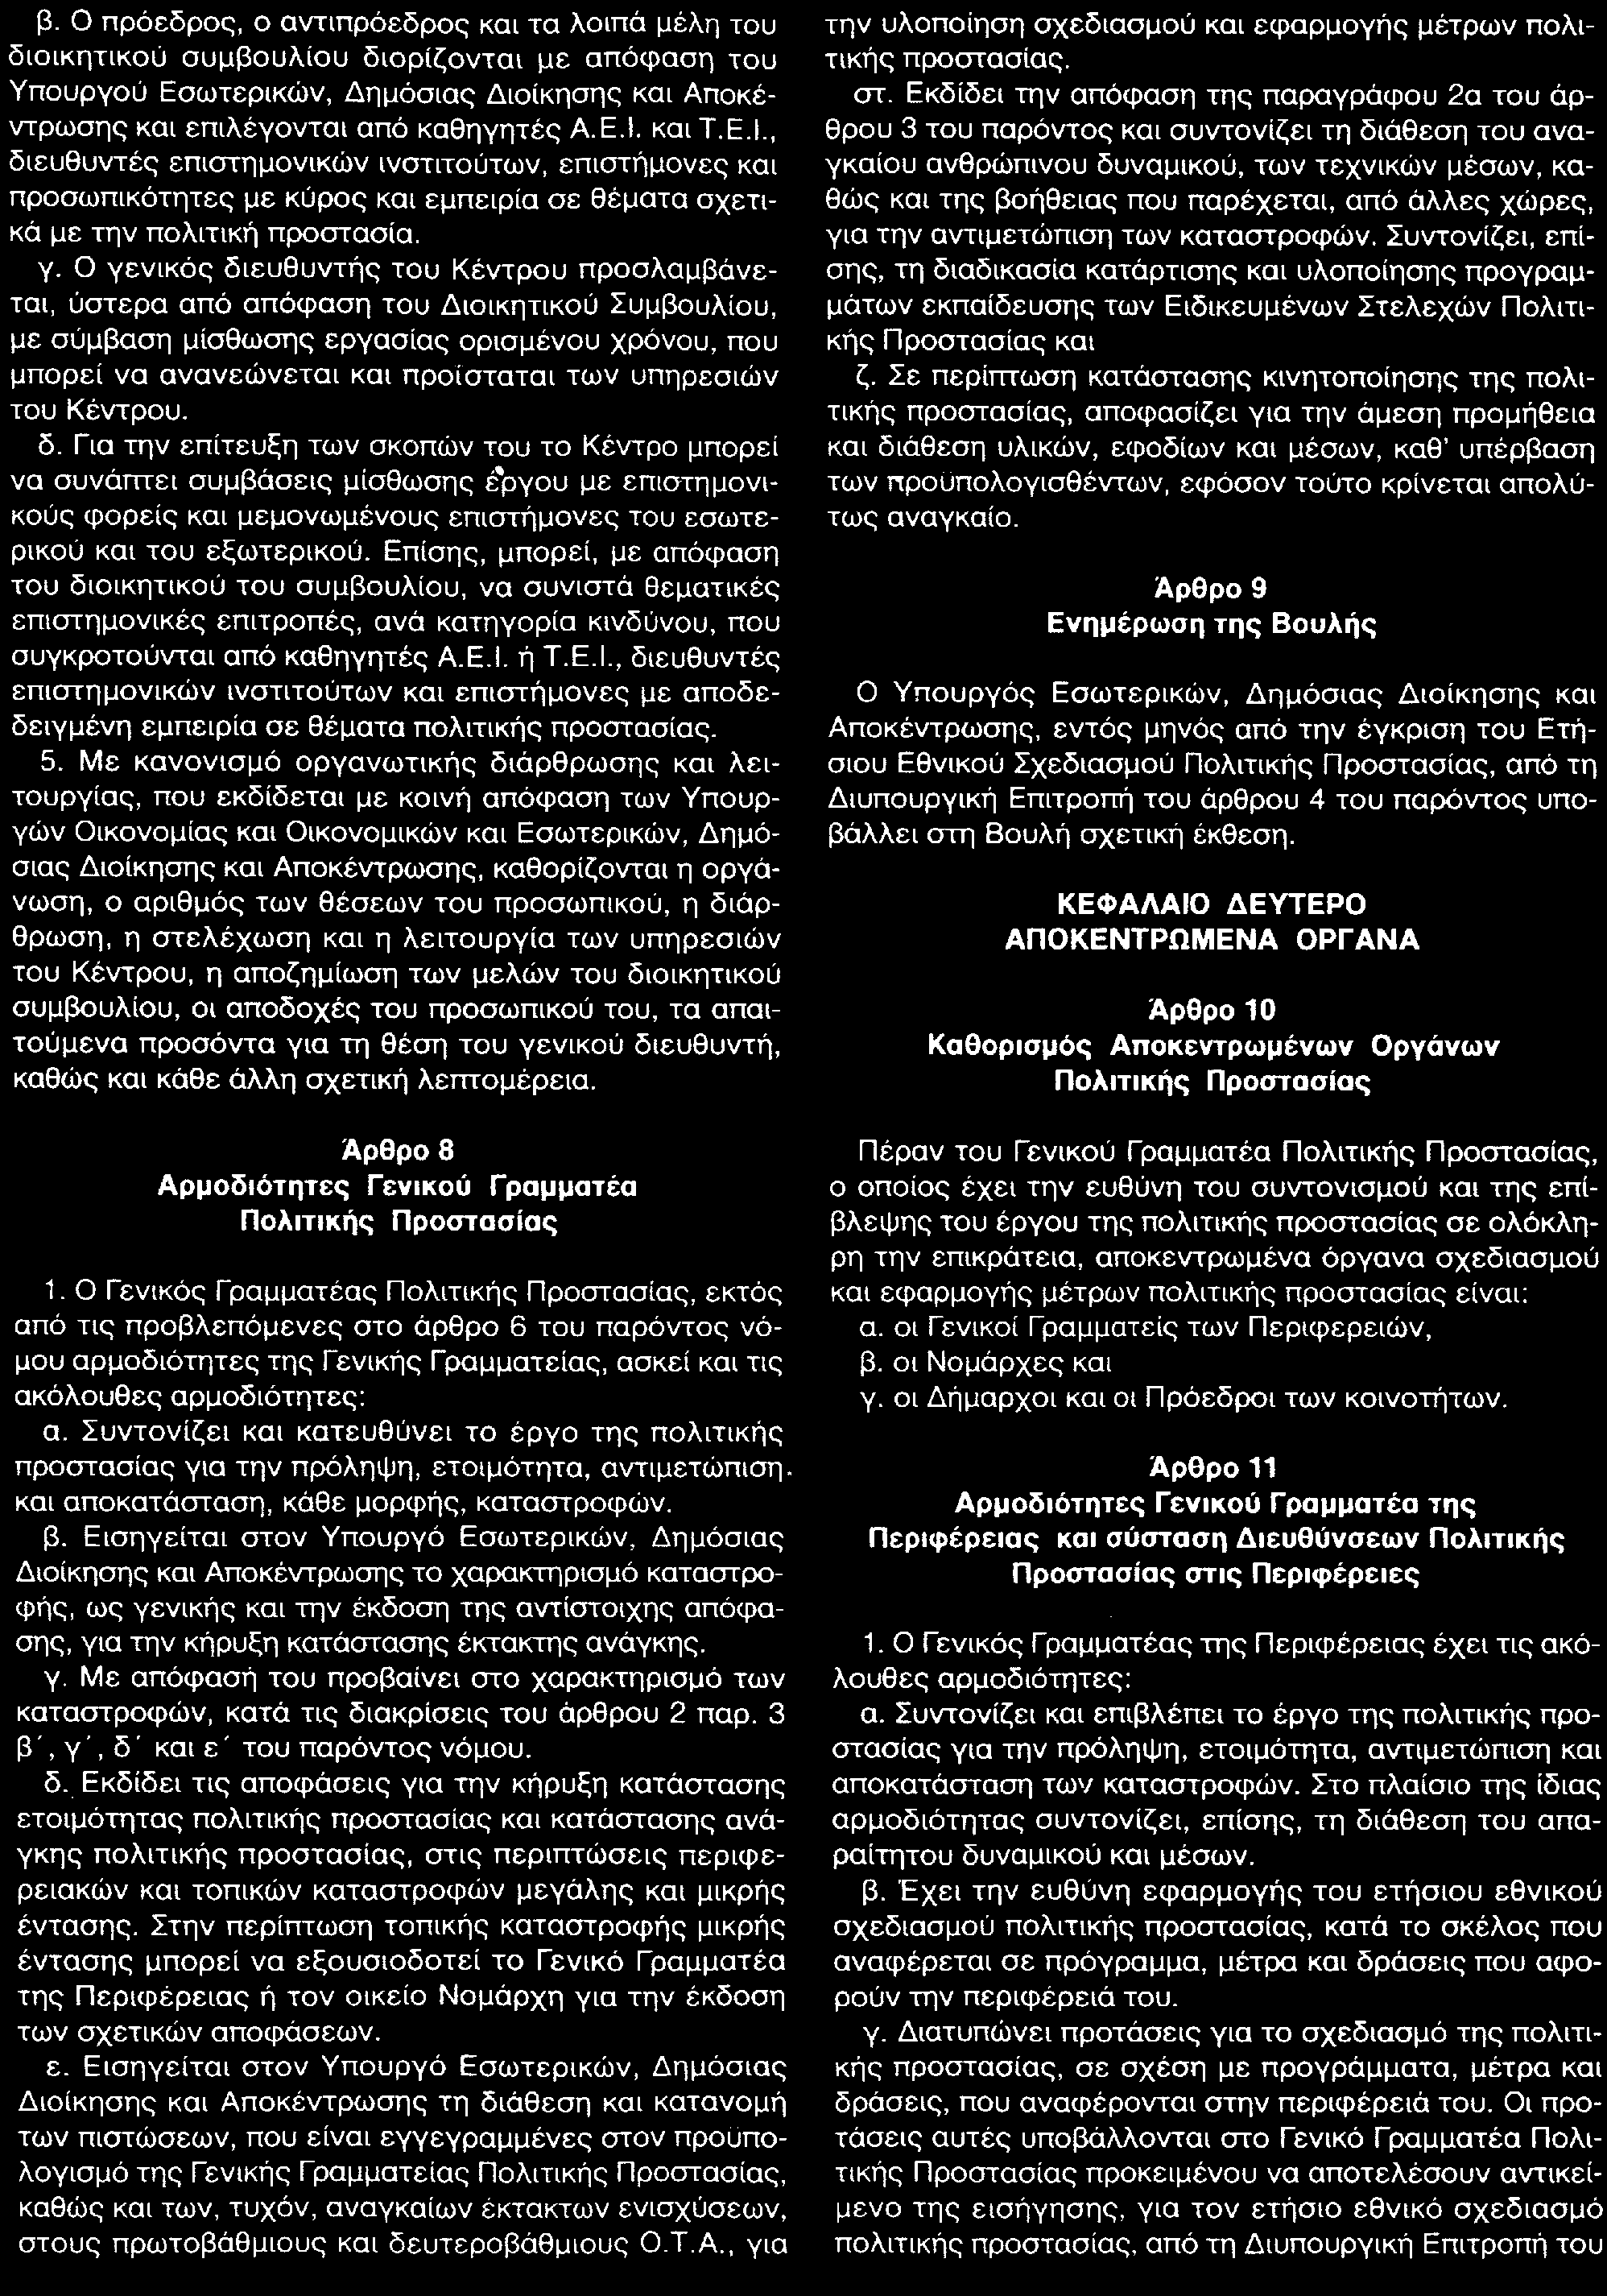 β. Ο πρόεδρος, ο αντιπρόεδρος και τα λοιπά μέλη του
διοικητικού συμβουλίου διορίζονται με απόφαση του
Υπουργού Εσωτερικών, Δημόσιας Διοίκησης και Αποκέ-
ντρωσης και επιλέγονται από καθηγητές Α.Ε.Ι. και Τ.Ε.Ι.,
διευθυντές επιστημονικών ινστιτούτων, επιστήμονες και
προσωπικότητες με κύρος και εμπειρία σε θέματα σχετι-
κά με την πολιτική προστασία.
γ. Ο γενικός διευθυντής του Κέντρου προσλαμβάνε-
ται, ύστερα από απόφαση του Διοικητικού Συμβουλίου,
με σύμβαση μίσθωσης εργασίας ορισμένου χρόνου, που
μπορεί να ανανεώνεται και προΐσταται των υπηρεσιών
του Κέντρου.
δ. Για την επίτευξη των σκοπών του το Κέντρο μπορεί
να συνάπτει συμβάσεις μίσθωσης έργου με επιστημονι-
κούς φορείς και μεμονωμένους επιστήμονες του εσωτε-
ρικού και του εξωτερικού. Επίσης, μπορεί, με απόφαση
του διοικητικού του συμβουλίου, να συνιστά θεματικές
επιστημονικές επιτροπές, ανά κατηγορία κινδύνου, που
συγκροτούνται από καθηγητές Α.Ε.Ι. ή Τ.Ε.Ι., διευθυντές
επιστημονικών ινστιτούτων και επιστήμονες με αποδε-
δειγμένη εμπειρία σε θέματα πολιτικής προστασίας.
5. Με κανονισμό οργανωτικής διάρθρωσης και λει-
τουργίας, που εκδίδεται με κοινή απόφαση των Υπουρ-
γών Οικονομίας και Οικονομικών και Εσωτερικών, Δημό-
σιας Διοίκησης και Αποκέντρωσης, καθορίζονται η οργά-
νωση, ο αριθμός των θέσεων του προσωπικού, η διάρ-
θρωση, η στελέχωση και η λειτουργία των υπηρεσιών
του Κέντρου, η αποζημίωση των μελών του διοικητικού
συμβουλίου, οι αποδοχές του προσωπικού του, τα απαι-
τούμενα προσόντα για τη θέση του γενικού διευθυντή,
καθώς και κάθε άλλη σχετική λεπτομέρεια.
Άρθρο 8
Αρμοδιότητες Γενικού Γραμματέα
Πολιτικής Προστασίας
1. Ο Γενικός Γραμματέας Πολιτικής Προστασίας, εκτός
από τις προβλεπόμενες στο άρθρο 6 του παρόντος νό-
μου αρμοδιότητες της Γενικής Γραμματείας, ασκεί και τις
ακόλουθες αρμοδιότητες:
α. Συντονίζει και κατευθύνει το έργο της πολιτικής
προστασίας για την πρόληψη, ετοιμότητα, αντιμετώπιση.
και αποκατάσταση, κάθε μορφής, καταστροφών.
β. Εισηγείται στον Υπουργό Εσωτερικών, Δημόσιας
Διοίκησης και Αποκέντρωσης το χαρακτηρισμό καταστρο-
φής, ως γενικής και την έκδοση της αντίστοιχης απόφα-
σης, για την κήρυξη κατάστασης έκτακτης ανάγκης.
γ. Με απόφασή του προβαίνει στο χαρακτηρισμό των
καταστροφών, κατά τις διακρίσεις του άρθρου 2 παρ. 3
β΄, γ΄, δ΄ και ε΄ του παρόντος νόμου.
δ. Εκδίδει τις αποφάσεις για την κήρυξη κατάστασης
ετοιμότητας πολιτικής προστασίας και κατάστασης ανά-
γκης πολιτικής προστασίας, στις περιπτώσεις περιφε-
ρειακών και τοπικών καταστροφών μεγάλης και μικρής
έντασης. Στην περίπτωση τοπικής καταστροφής μικρής
έντασης μπορεί να εξουσιοδοτεί το Γενικό Γραμματέα
της Περιφέρειας ή τον οικείο Νομάρχη για την έκδοση
των σχετικών αποφάσεων.
ε. Εισηγείται στον Υπουργό Εσωτερικών, Δημόσιας
Διοίκησης και Αποκέντρωσης τη διάθεση και κατανομή
των πιστώσεων, που είναι εγγεγραμμένες στον προϋπο-
λογισμό της Γενικής Γραμματείας Πολιτικής Προστασίας,
καθώς και των, τυχόν, αναγκαίων έκτακτων ενισχύσεων,
στους πρωτοβάθμιους και δευτεροβάθμιους Ο.Τ.Α., για
την υλοποίηση σχεδιασμού και εφαρμογής μέτρων πολι-
τικής προστασίας.
στ. Εκδίδει την απόφαση της παραγράφου 2α του άρ-
θρου 3 του παρόντος και συντονίζει τη διάθεση του ανα-
γκαίου ανθρώπινου δυναμικού, των τεχνικών μέσων, κα-
θώς και της βοήθειας που παρέχεται, από άλλες χώρες,
για την αντιμετώπιση των καταστροφών. Συντονίζει, επί-
σης, τη διαδικασία κατάρτισης και υλοποίησης προγραμ-
μάτων εκπαίδευσης των Ειδικευμένων Στελεχών Πολιτι-
κής Προστασίας και
ζ. Σε περίπτωση κατάστασης κινητοποίησης της πολι-
τικής προστασίας, αποφασίζει για την άμεση προμήθεια
και διάθεση υλικών, εφοδίων και μέσων, καθ' υπέρβαση
των προϋπολογισθέντων, εφόσον τούτο κρίνεται απολύ-
τως αναγκαίο.
Άρθρο 9
Ενημέρωση της Βουλής
Ο Υπουργός Εσωτερικών, Δημόσιας Διοίκησης και
Αποκέντρωσης, εντός μηνός από την έγκριση του Ετή-
σιου Εθνικού Σχεδιασμού Πολιτικής Προστασίας, από τη
Διυπουργική Επιτροπή του άρθρου 4 του παρόντος υπο-
βάλλει στη Βουλή σχετική έκθεση.
ΚΕΦΑΛΑΙΟ ΔΕΥΤΕΡΟ
ΑΠΟΚΕΝΤΡΩΜΕΝΑ ΟΡΓΑΝΑ
Άρθρο 10
Καθορισμός Αποκεντρωμένων Οργάνων
Πολιτικής Προστασίας
Πέραν του Γενικού Γραμματέα Πολιτικής Προστασίας,
ο οποίος έχει την ευθύνη του συντονισμού και της επί-
βλεψης του έργου της πολιτικής προστασίας σε ολόκλη-
ρη την επικράτεια, αποκεντρωμένα όργανα σχεδιασμού
και εφαρμογής μέτρων πολιτικής προστασίας είναι:
α. οι Γενικοί Γραμματείς των Περιφερειών,
β. οι Νομάρχες και
γ. οι Δήμαρχοι και οι Πρόεδροι των κοινοτήτων.
Άρθρο 11
Αρμοδιότητες Γενικού Γραμματέα της
Περιφέρειας και σύσταση Διευθύνσεων Πολιτικής
Προστασίας στις Περιφέρειες
1. Ο Γενικός Γραμματέας της Περιφέρειας έχει τις ακό-
λουθες αρμοδιότητες:
α. Συντονίζει και επιβλέπει το έργο της πολιτικής προ-
στασίας για την πρόληψη, ετοιμότητα, αντιμετώπιση και
αποκατάσταση των καταστροφών. Στο πλαίσιο της ίδιας
αρμοδιότητας συντονίζει, επίσης, τη διάθεση του απα-
ραίτητου δυναμικού και μέσων.
β. Έχει την ευθύνη εφαρμογής του ετήσιου εθνικού
σχεδιασμού πολιτικής προστασίας, κατά το σκέλος που
αναφέρεται σε πρόγραμμα, μέτρα και δράσεις που αφο-
ρούν την περιφέρειά του.
γ. Διατυπώνει προτάσεις για το σχεδιασμό της πολιτι-
κής προστασίας, σε σχέση με προγράμματα, μέτρα και
δράσεις, που αναφέρονται στην περιφέρειά του. Οι προ-
τάσεις αυτές υποβάλλονται στο Γενικό Γραμματέα Πολι-
τικής Προστασίας προκειμένου να αποτελέσουν αντικεί-
μενο της εισήγησης, για τον ετήσιο εθνικό σχεδιασμό
πολιτικής προστασίας, από τη Διυπουργική Επιτροπή του